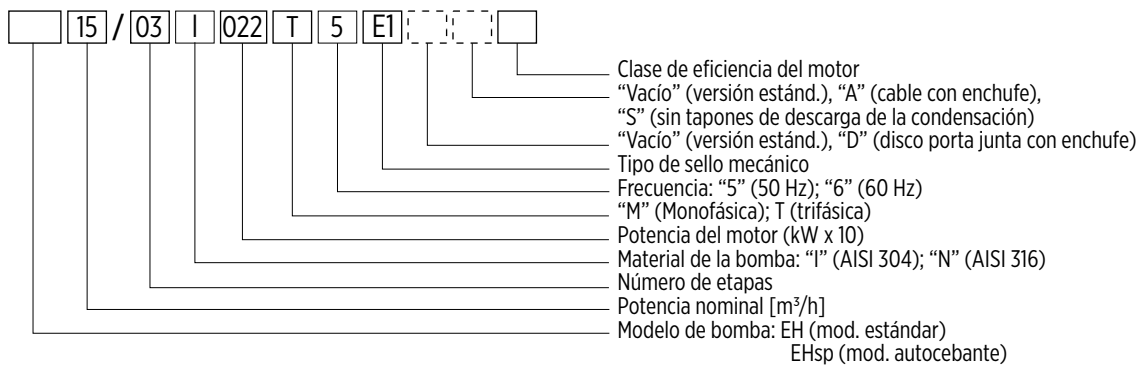 15 / 03 I 022 T 5 E1
Clase de eficiencia del motor
“Vacío” (versión estánd.), “A” (cable con enchufe),
“S” (sin tapones de descarga de la condensación)
“Vacío” (versión estánd.), “D” (disco porta junta con enchufe)
Tipo de sello mecánico
Frecuencia: “5” (50 Hz); “6” (60 Hz)
“M” (Monofásica); T (trifásica)
Potencia del motor (kW x 10)
Material de la bomba: “I” (AISI 304); “N” (AISI 316)
Número de etapas
Potencia nominal [m³/h]
Modelo de bomba: EH (mod. estándar)
EHsp (mod. autocebante)